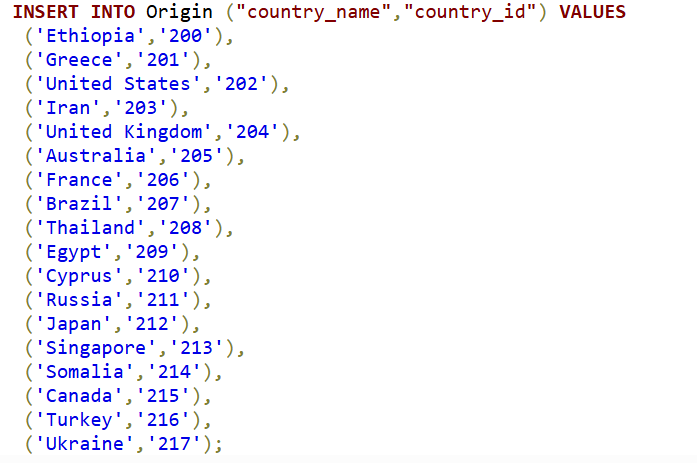 INSERT INTO Origin ("country_name","country_id") VALUES
('Ethiopia','200'),
('Greece','201'),
('United States','202'),
('Iran','203'),
('United Kingdom','204'),
('Australia','205'),
('France','206'),
('Brazil','207'),
('Thailand','208'),
('Egypt','209'),
('Cyprus','210'),
('Russia','211'),
('Japan','212'),
('Singapore','213'),
('Somalia','214'),
('Canada','215'),
('Turkey','216'),
('Ukraine','217');